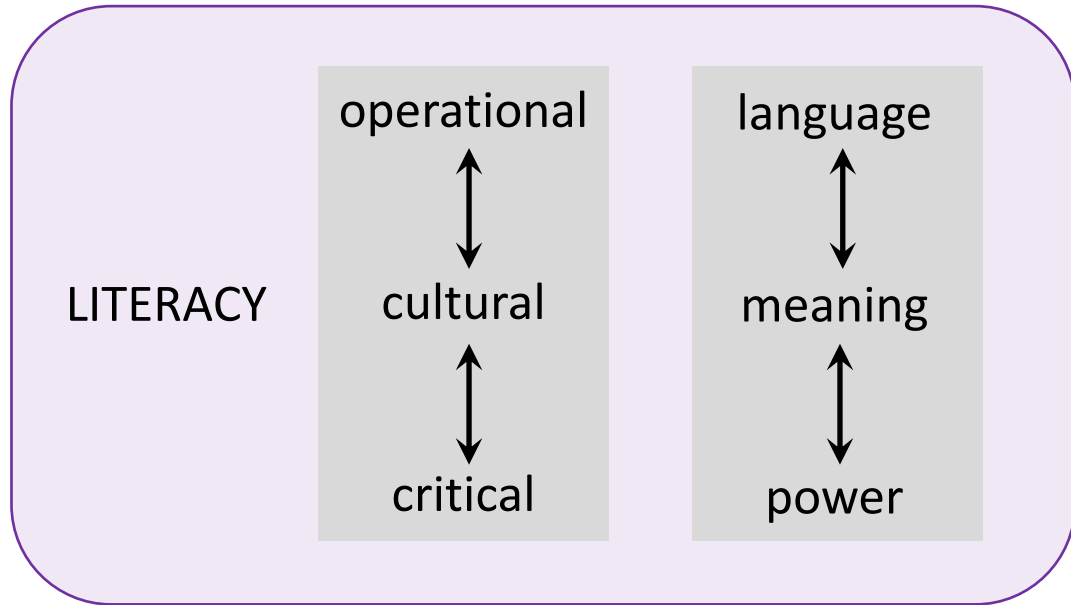 operational
language
LITERACY
cultural
meaning
critical
power